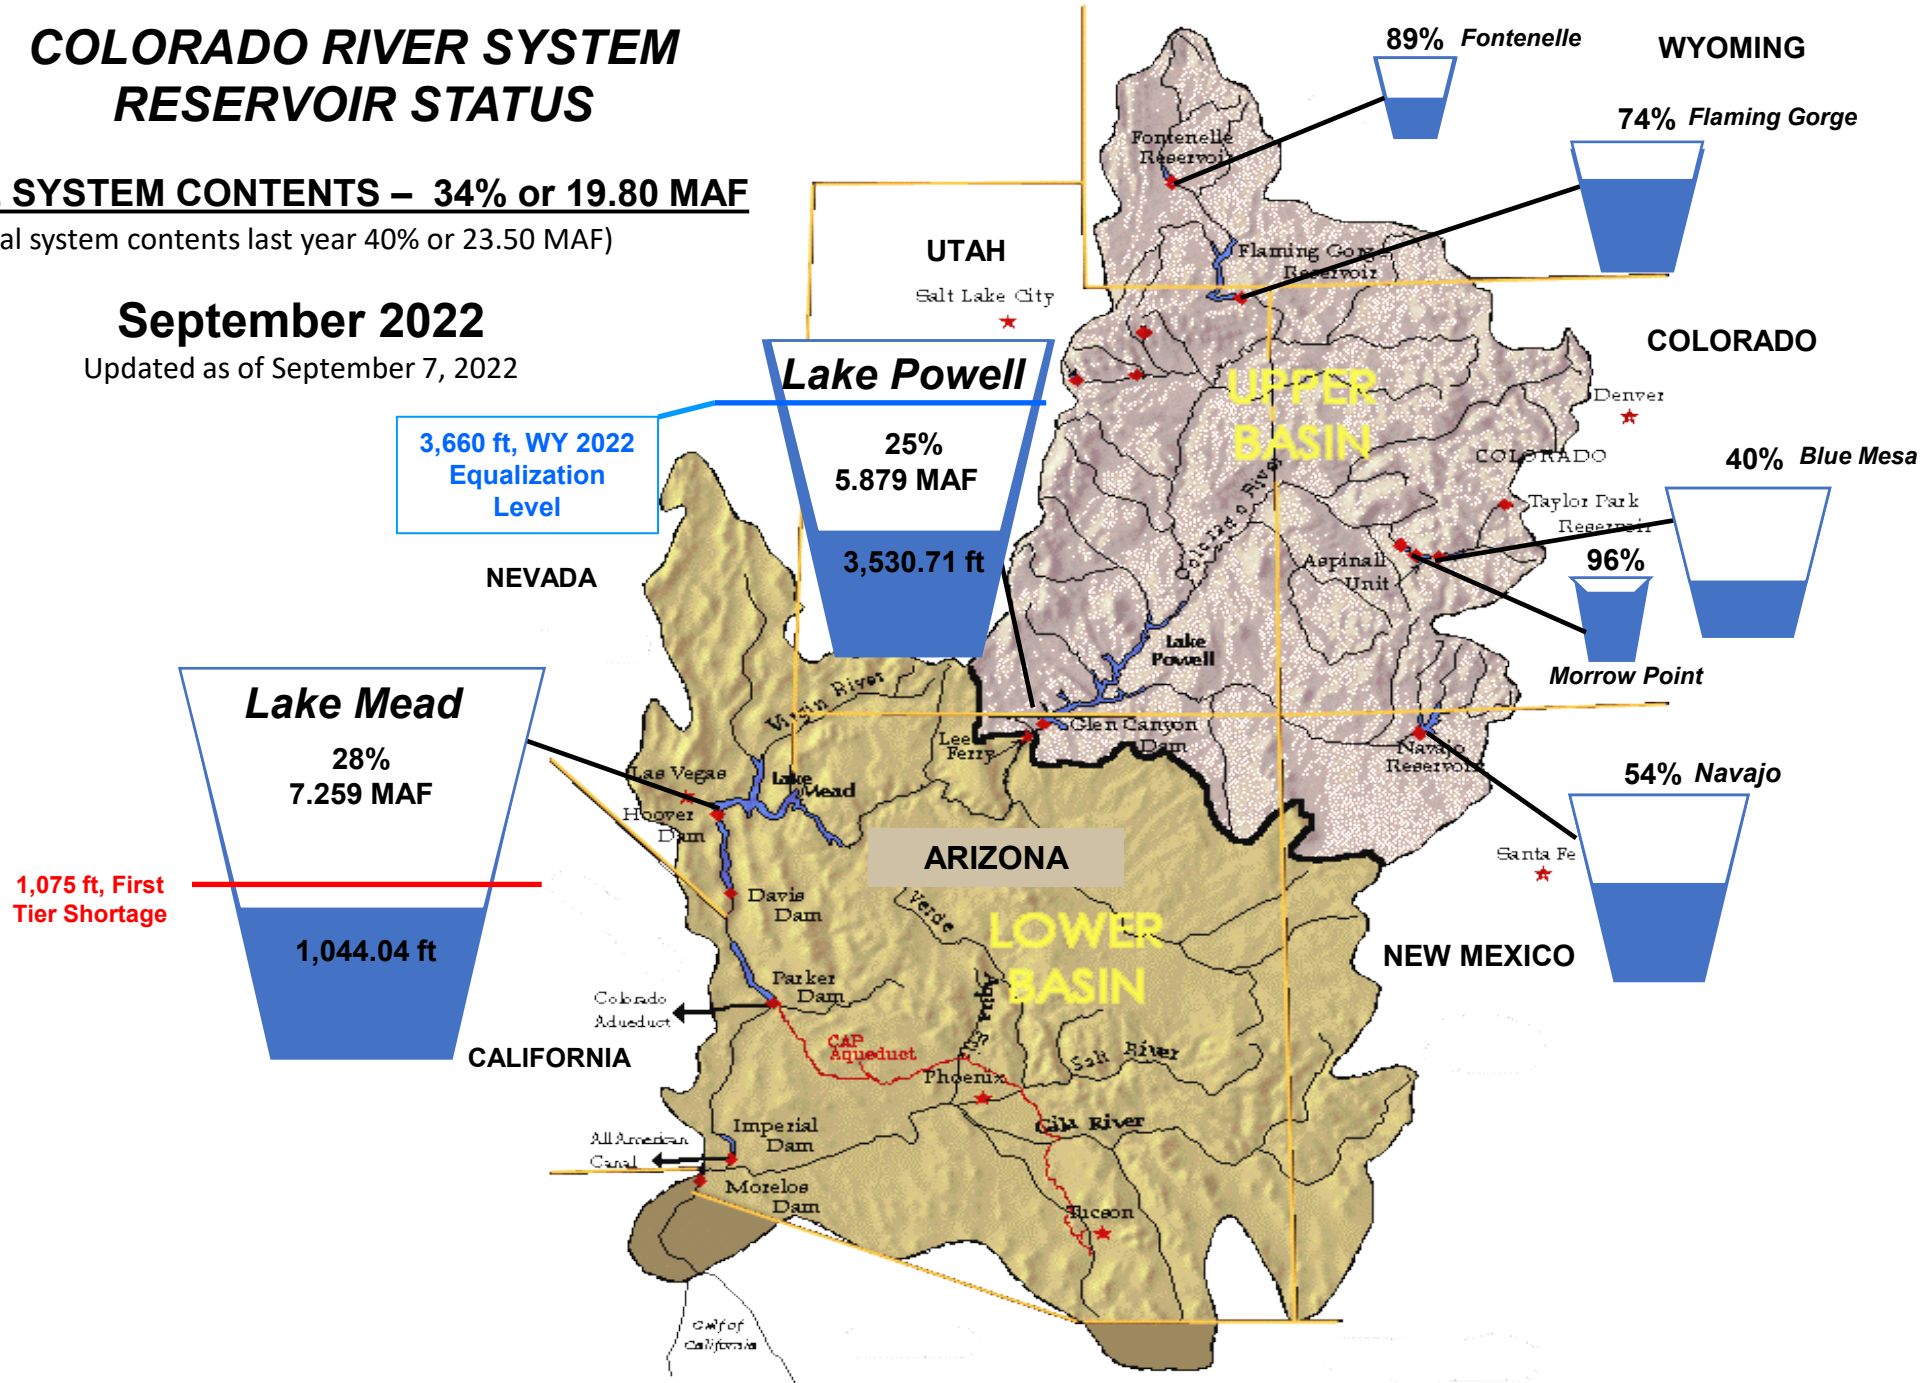 COLORADO RIVER SYSTEM
RESERVOIR STATUS
SYSTEM CONTENTS – 34% or 19.80 MAF
al system contents last year 40% or 23.50 MAF)
September 2022
Updated as of September 7, 2022
89% Fontenelle
WYOMING
74% Flaming Gorge
Fontenelle
Reservoir
UTAH
Flaming Gorge
Reservoir
Salt Lake City
COLORADO
Lake Powell
25%
5.879 MAF
3,530.71 ft
3,660 ft, WY 2022
Equalization
Level
UPPER
BASIN
Denver
COLORADO
40% Blue Mesa
Taylor Park
Reservoir
Colorado River
Aspinall
Unit
96%
Morrow Point
NEVADA
Lake
Powell
Lake Mead
28%
7.259 MAF
1,044.04 ft
1,075 ft, First
Tier Shortage
Virgin River
Lee
Ferry
Glen Canyon
Dam
Navajo
Reservoir
54% Navajo
Las Vegas
Lake
Mead
Hoover
Dam
ARIZONA
Santa Fe
Davis
Dam
Verde
LOWER
BASIN
NEW MEXICO
Parker
Dam
Colorado
Adueduct
CALIFORNIA
CAP
Aqueduct
Agua Fria
Salt River
Phoenix
Gila River
Imperial
Dam
All American
Canal
Morelos
Dam
Tucson
Gulf of
California